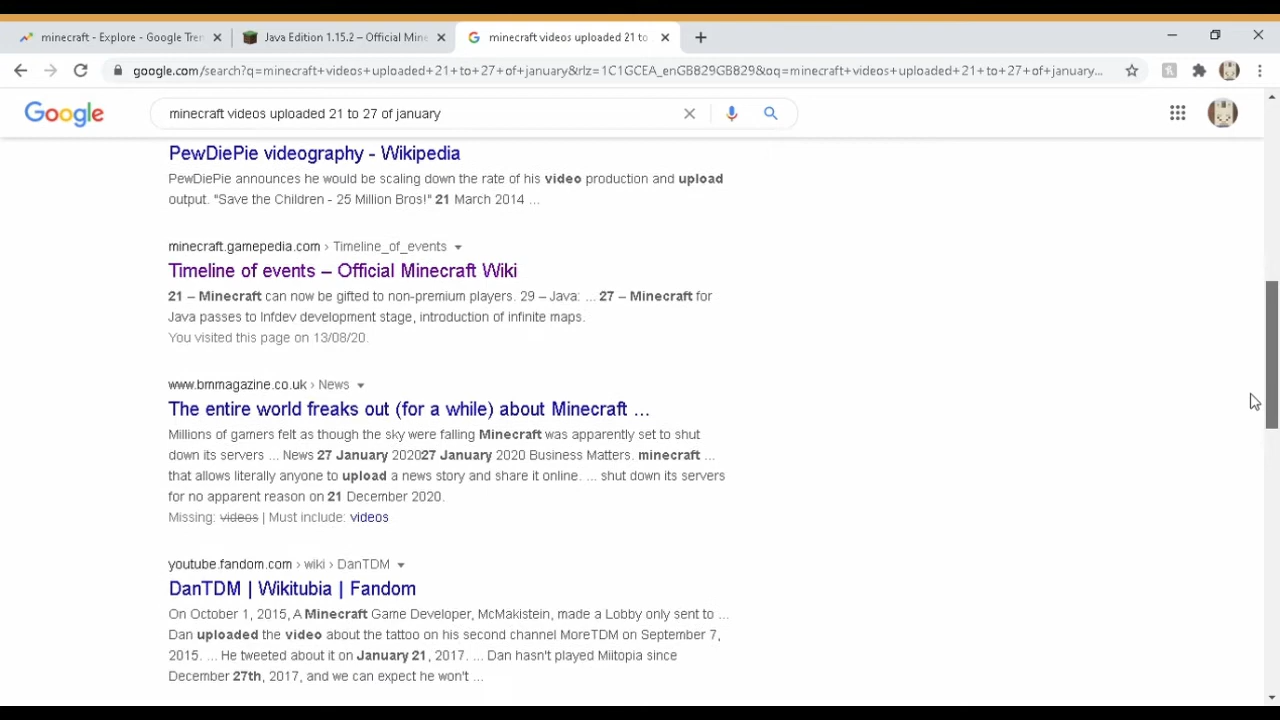 minecraft - Explore - Google Tren
Java Edition 1.15.2 – Official Mine
minecraft videos uploaded 21 to
google.com/search?q=minecraft+videos+uploaded+21+to+27+of+january&rlz=1C1GCEA_enGB829GB829&oq=minecraft+videos+uploaded+21+to+27+of+january...
Google
minecraft videos uploaded 21 to 27 of january
PewDiePie videography - Wikipedia
PewDiePie announces he would be scaling down the rate of his video production and upload
output. "Save the Children - 25 Million Bros!" 21 March 2014 ...
minecraft.gamepedia.com › Timeline_of_events
Timeline of events – Official Minecraft Wiki
21 – Minecraft can now be gifted to non-premium players. 29 – Java: ... 27 – Minecraft for
Java passes to Infdev development stage, introduction of infinite maps.
You visited this page on 13/08/20.
www.bmmagazine.co.uk › News
The entire world freaks out (for a while) about Minecraft ...
Millions of gamers felt as though the sky were falling Minecraft was apparently set to shut
down its servers ... News 27 January 202027 January 2020 Business Matters. minecraft ...
that allows literally anyone to upload a news story and share it online. ... shut down its servers
for no apparent reason on 21 December 2020.
Missing: videos | Must include: videos
youtube.fandom.com › wiki › DanTDM
DanTDM | Wikitubia | Fandom
On October 1, 2015, A Minecraft Game Developer, McMakistein, made a Lobby only sent to ...
Dan uploaded the video about the tattoo on his second channel MoreTDM on September 7,
2015. ... He tweeted about it on January 21, 2017. ... Dan hasn't played Miitopia since
December 27th, 2017, and we can expect he won't ...